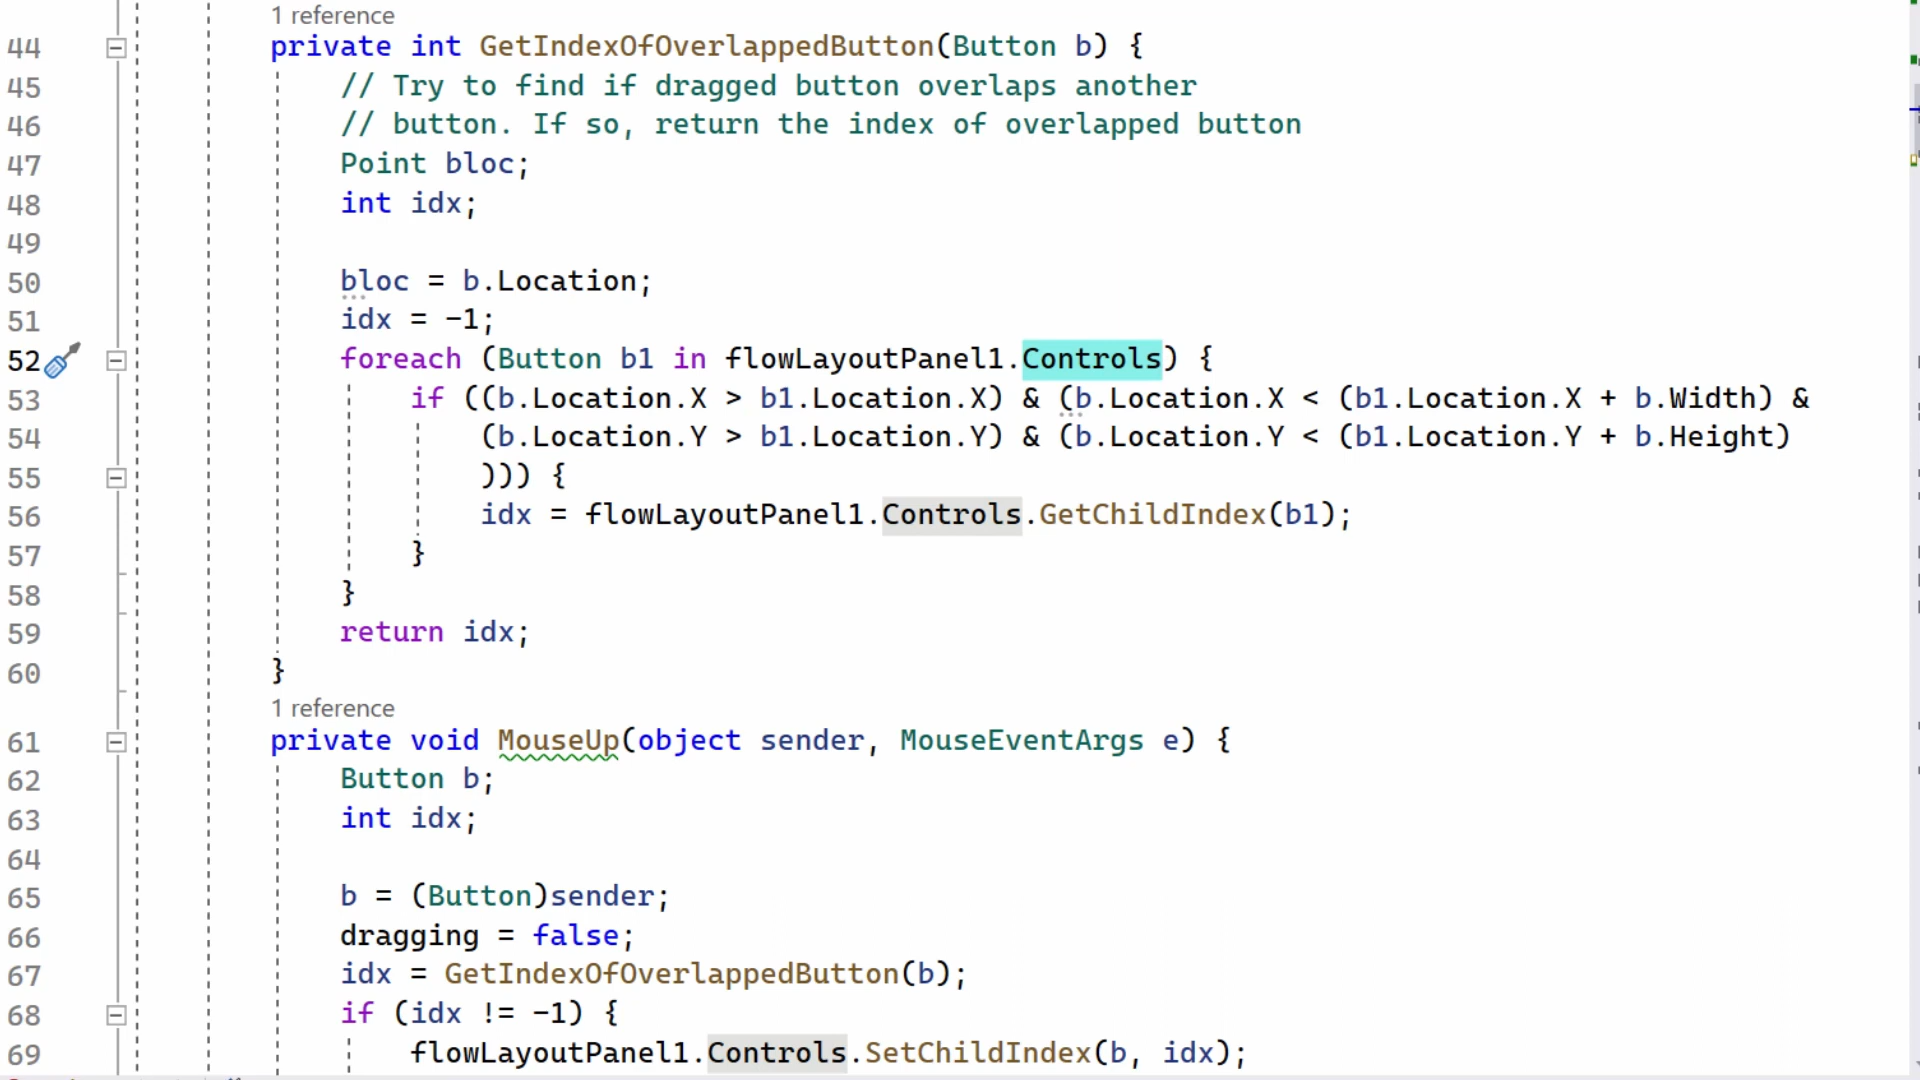 1 reference
44 private int GetIndexOfOverlappedButton(Button b) {
45 // Try to find if dragged button overlaps another
46 // button. If so, return the index of overlapped button
47 Point bloc;
48 int idx;
49
50 bloc = b.Location;
51 idx = -1;
52 foreach (Button b1 in flowLayoutPanel1.Controls) {
53 if ((b.Location.X > b1.Location.X) & (b.Location.X < (b1.Location.X + b.Width) &
54 (b.Location.Y > b1.Location.Y) & (b.Location.Y < (b1.Location.Y + b.Height)
55 ))) {
56 idx = flowLayoutPanel1.Controls.GetChildIndex(b1);
57 }
58 }
59 return idx;
60 }
1 reference
61 private void MouseUp(object sender, MouseEventArgs e) {
62 Button b;
63 int idx;
64
65 b = (Button)sender;
66 dragging = false;
67 idx = GetIndexOfOverlappedButton(b);
68 if (idx != -1) {
69 flowLayoutPanel1.Controls.SetChildIndex(b, idx);